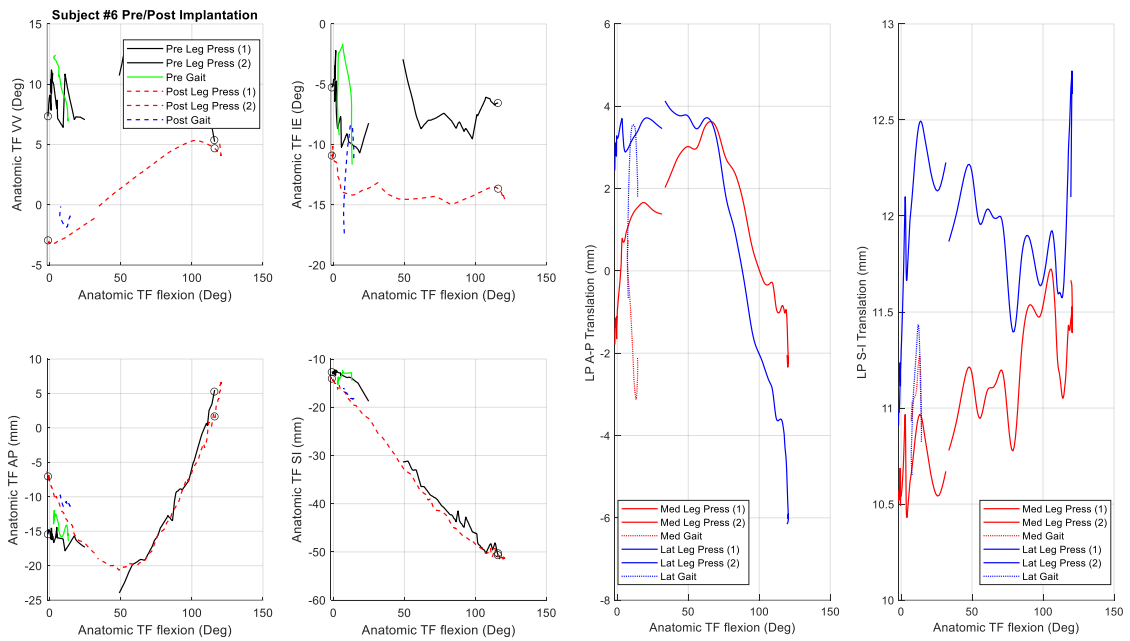 Subject #6 Pre/Post Implantation
15
10
5
0
-5
0
50
100
150
Anatomic TF VV (Deg)
Anatomic TF flexion (Deg)
Pre Leg Press (1)
Pre Leg Press (2)
Pre Gait
Post Leg Press (1)
Post Leg Press (2)
Post Gait
0
-5
-10
-15
-20
0
50
100
150
Anatomic TF IE (Deg)
Anatomic TF flexion (Deg)
10
5
0
-5
-10
-15
-20
-25
0
50
100
150
Anatomic TF AP (mm)
Anatomic TF flexion (Deg)
-10
-20
-30
-40
-50
-60
0
50
100
150
Anatomic TF SI (mm)
Anatomic TF flexion (Deg)
6
4
2
0
-2
-4
-6
-8
0
50
100
150
LP A-P Translation (mm)
Anatomic TF flexion (Deg)
Med Leg Press (1)
Med Leg Press (2)
Med Gait
Lat Leg Press (1)
Lat Leg Press (2)
Lat Gait
13
12.5
12
11.5
11
10.5
10
0
50
100
150
LP S-I Translation (mm)
Anatomic TF flexion (Deg)
Med Leg Press (1)
Med Leg Press (2)
Med Gait
Lat Leg Press (1)
Lat Leg Press (2)
Lat Gait